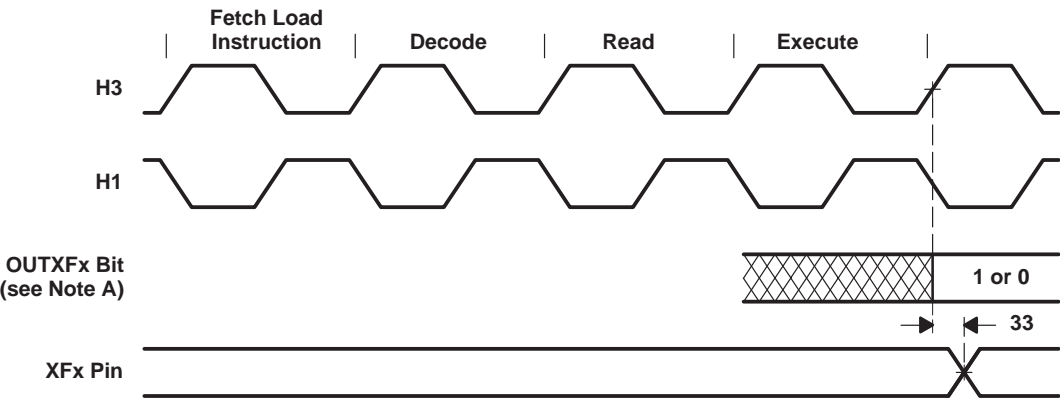 Fetch Load
Instruction
Decode
Read
Execute
H3
H1
OUTXFx Bit
(see Note A)
1 or 0
33
XFx Pin